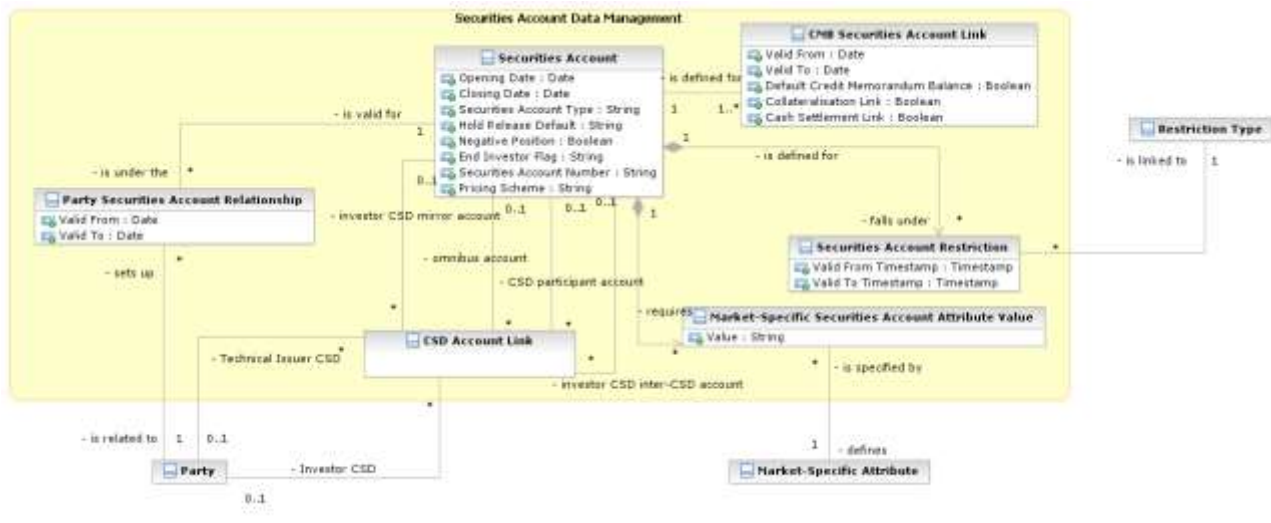 Securities Account Data Management
Securities Account
Opening Date : Date
Closing Date : Date
Securities Account Type : String
Hold Release Default : String
Negative Position : Boolean
End Investor Flag : String
Securities Account Number : String
Pricing Scheme : String
CMB Securities Account Link
Valid From : Date
Valid To : Date
Default Credit Memorandum Balance : Boolean
Collateralisation Link : Boolean
Cash Settlement Link : Boolean
- is defined for
1
1..*
- is valid for
1
Restriction Type
- is linked to
1
1
- is defined for
- is under the
*
0..1
0..1
0..1
0..1
1
Party Securities Account Relationship
Valid From : Date
Valid To : Date
- investor CSD mirror account
- falls under
*
Securities Account Restriction
Valid From Timestamp : Timestamp
Valid To Timestamp : Timestamp
*
- sets up
*
- omnibus account
- CSD participant account
- requires
*
Market-Specific Securities Account Attribute Value
Value : String
*
*
*
CSD Account Link
- Technical Issuer CSD
*
*
- investor CSD inter-CSD account
*
- is specified by
*
- is related to
1
0..1
1
- defines
Party
- Investor CSD
0..1
Market-Specific Attribute